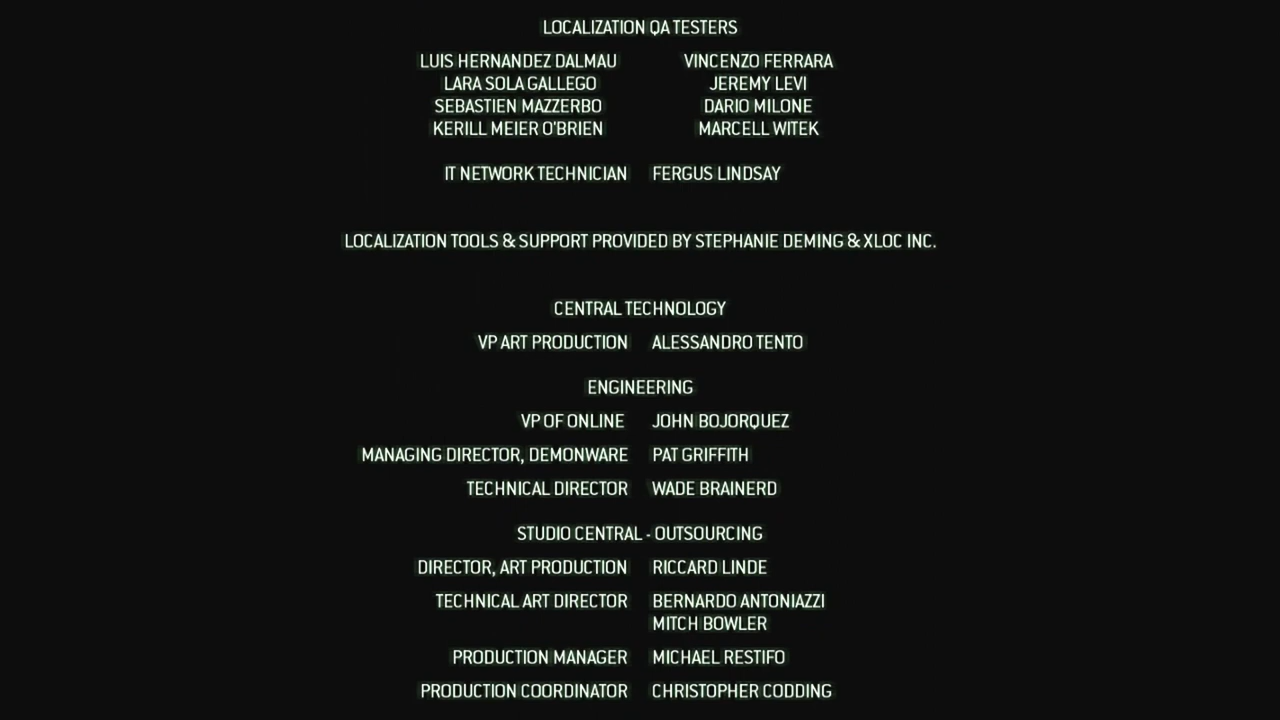 LOCALIZATION QA TESTERS
LUIS HERNANDEZ DALMAU VINCENZO FERRARA
LARA SOLA GALLEGO JEREMY LEVI
SEBASTIEN MAZZERBO DARIO MILONE
KERILL MEIER O'BRIEN MARCELL WITEK
IT NETWORK TECHNICIAN FERGUS LINDSAY
LOCALIZATION TOOLS & SUPPORT PROVIDED BY STEPHANIE DEMING & XLOC INC.
CENTRAL TECHNOLOGY
VP ART PRODUCTION ALESSANDRO TENTO
ENGINEERING
VP OF ONLINE JOHN BOJORQUEZ
MANAGING DIRECTOR, DEMONWARE PAT GRIFFITH
TECHNICAL DIRECTOR WADE BRAINERD
STUDIO CENTRAL - OUTSOURCING
DIRECTOR, ART PRODUCTION RICCARD LINDE
TECHNICAL ART DIRECTOR BERNARDO ANTONIAZZI
MITCH BOWLER
PRODUCTION MANAGER MICHAEL RESTIFO
PRODUCTION COORDINATOR CHRISTOPHER CODDING